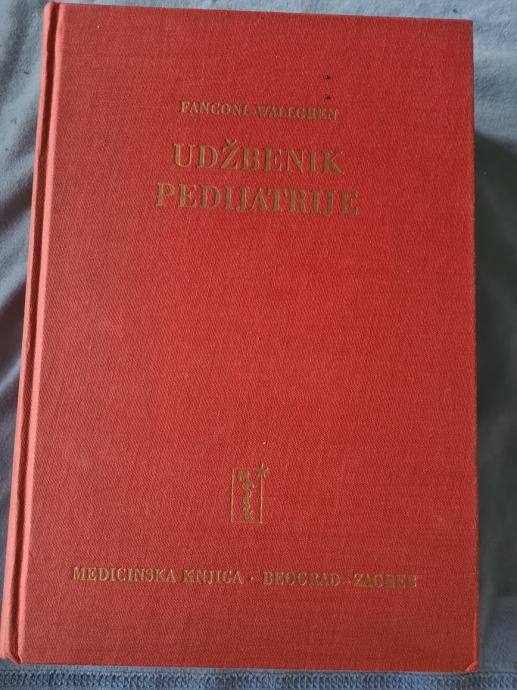 FANCONI-WALLGREN
UDŽBENIK
PEDIJATRIJE
MEDICINSKA KNJIGA · BEOGRAD-ZAGREB